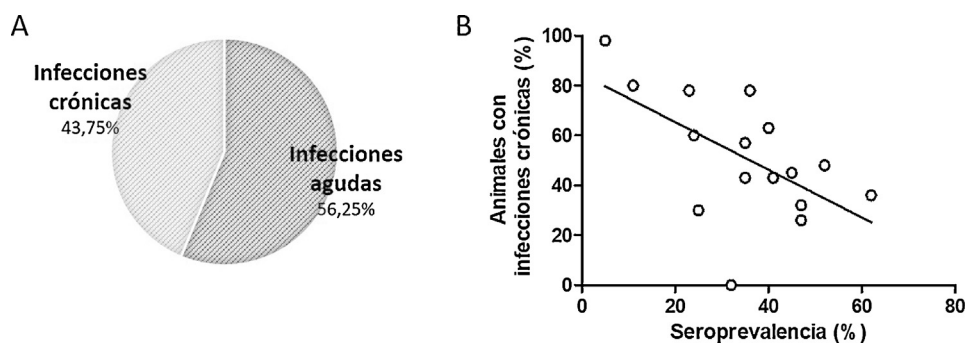 A
Infecciones
crónicas
43,75%
Infecciones
agudas
56,25%
B
Animales con
infecciones crónicas (%)
100
80
60
40
20
0
0
20
40
60
80
Seroprevalencia (%)